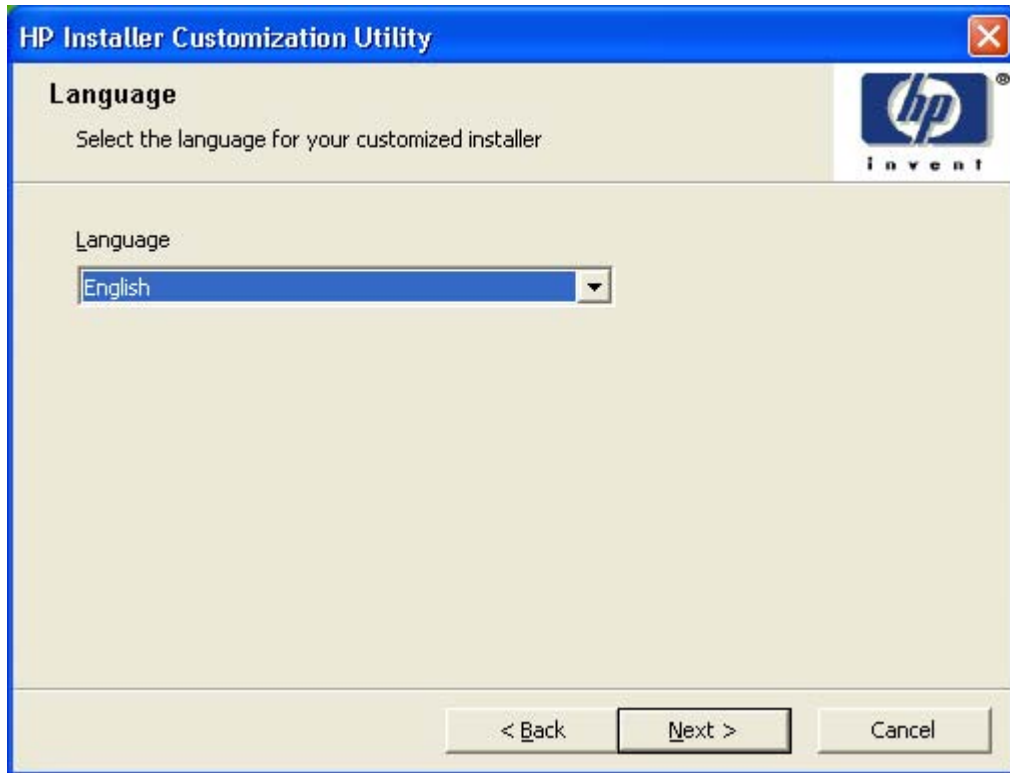 HP Installer Customization Utility
Language
Select the language for your customized installer
hp ®
invent
Language
English
< Back Next > Cancel